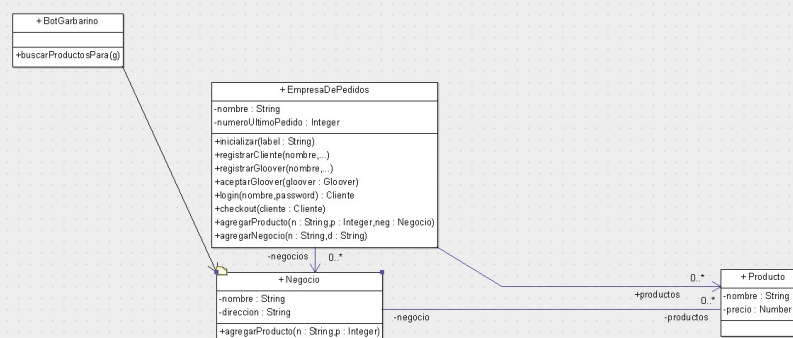 + BotGarbarino
+buscarProductosPara(g)
+ EmpresaDePedidos
-nombre : String
-numeroUltimoPedido : Integer
+inicializar(label : String)
+registrarCliente(nombre,...)
+registrarGloover(nombre,...)
+aceptarGloover(gloover : Gloover)
+login(nombre,password) : Cliente
+checkout(cliente : Cliente)
+agregarProducto(n : String,p : Integer,neg : Negocio)
+agregarNegocio(n : String,d : String)
-negocios 0..*
+ Negocio
-nombre : String
-direccion : String
+agregarProducto(n : String,p : Integer)
0..*
+productos
0..*
-negocio
-productos
+ Producto
-nombre : String
-precio : Number